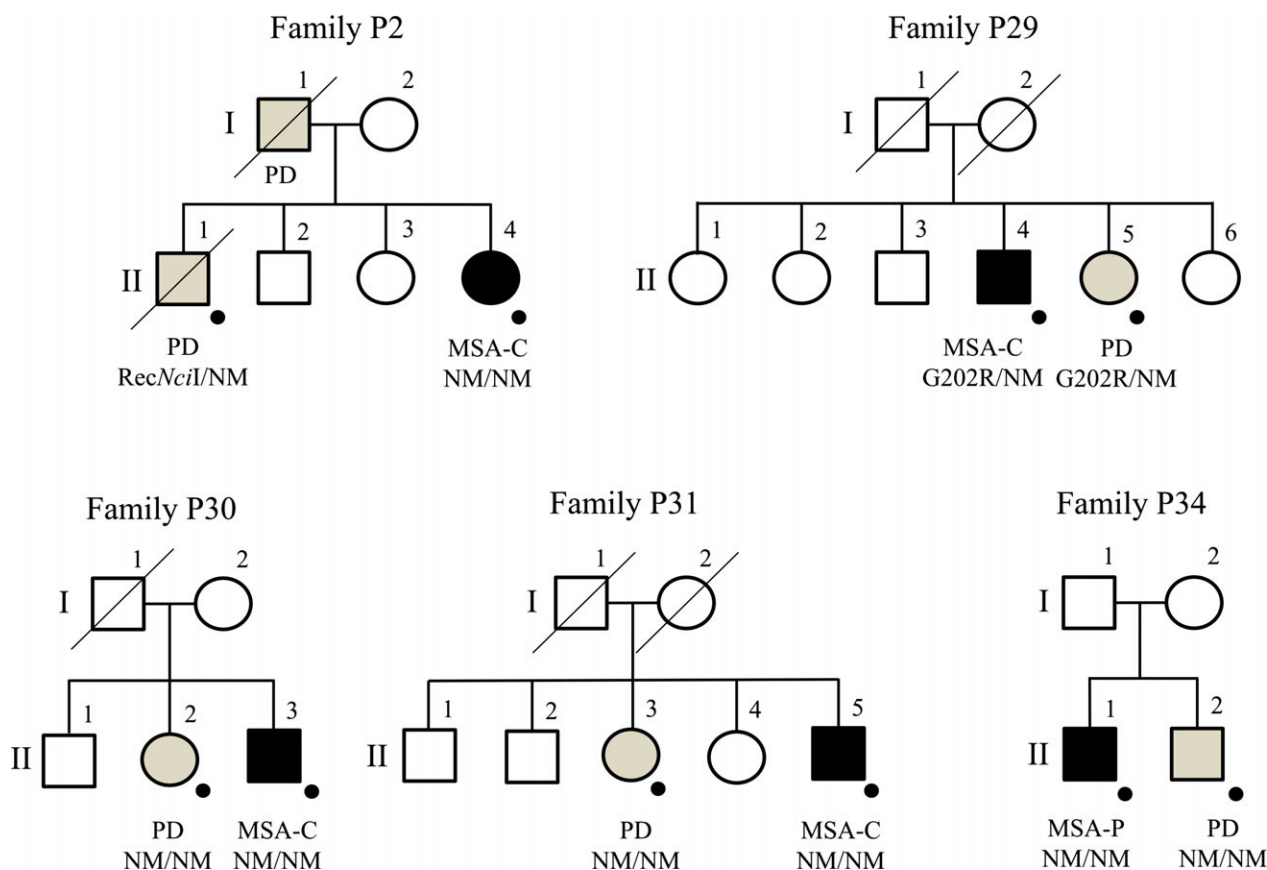 Family P2
1
2
I
PD
1
2
3
4
II
PD
RecNciI/NM
MSA-C
NM/NM
Family P29
1
2
I
1
2
3
4
5
6
II
MSA-C
G202R/NM
PD
G202R/NM
Family P30
1
2
I
1
2
3
II
PD
NM/NM
MSA-C
NM/NM
Family P31
1
2
I
1
2
3
4
5
II
PD
NM/NM
MSA-C
NM/NM
Family P34
1
2
I
1
2
II
MSA-P
NM/NM
PD
NM/NM